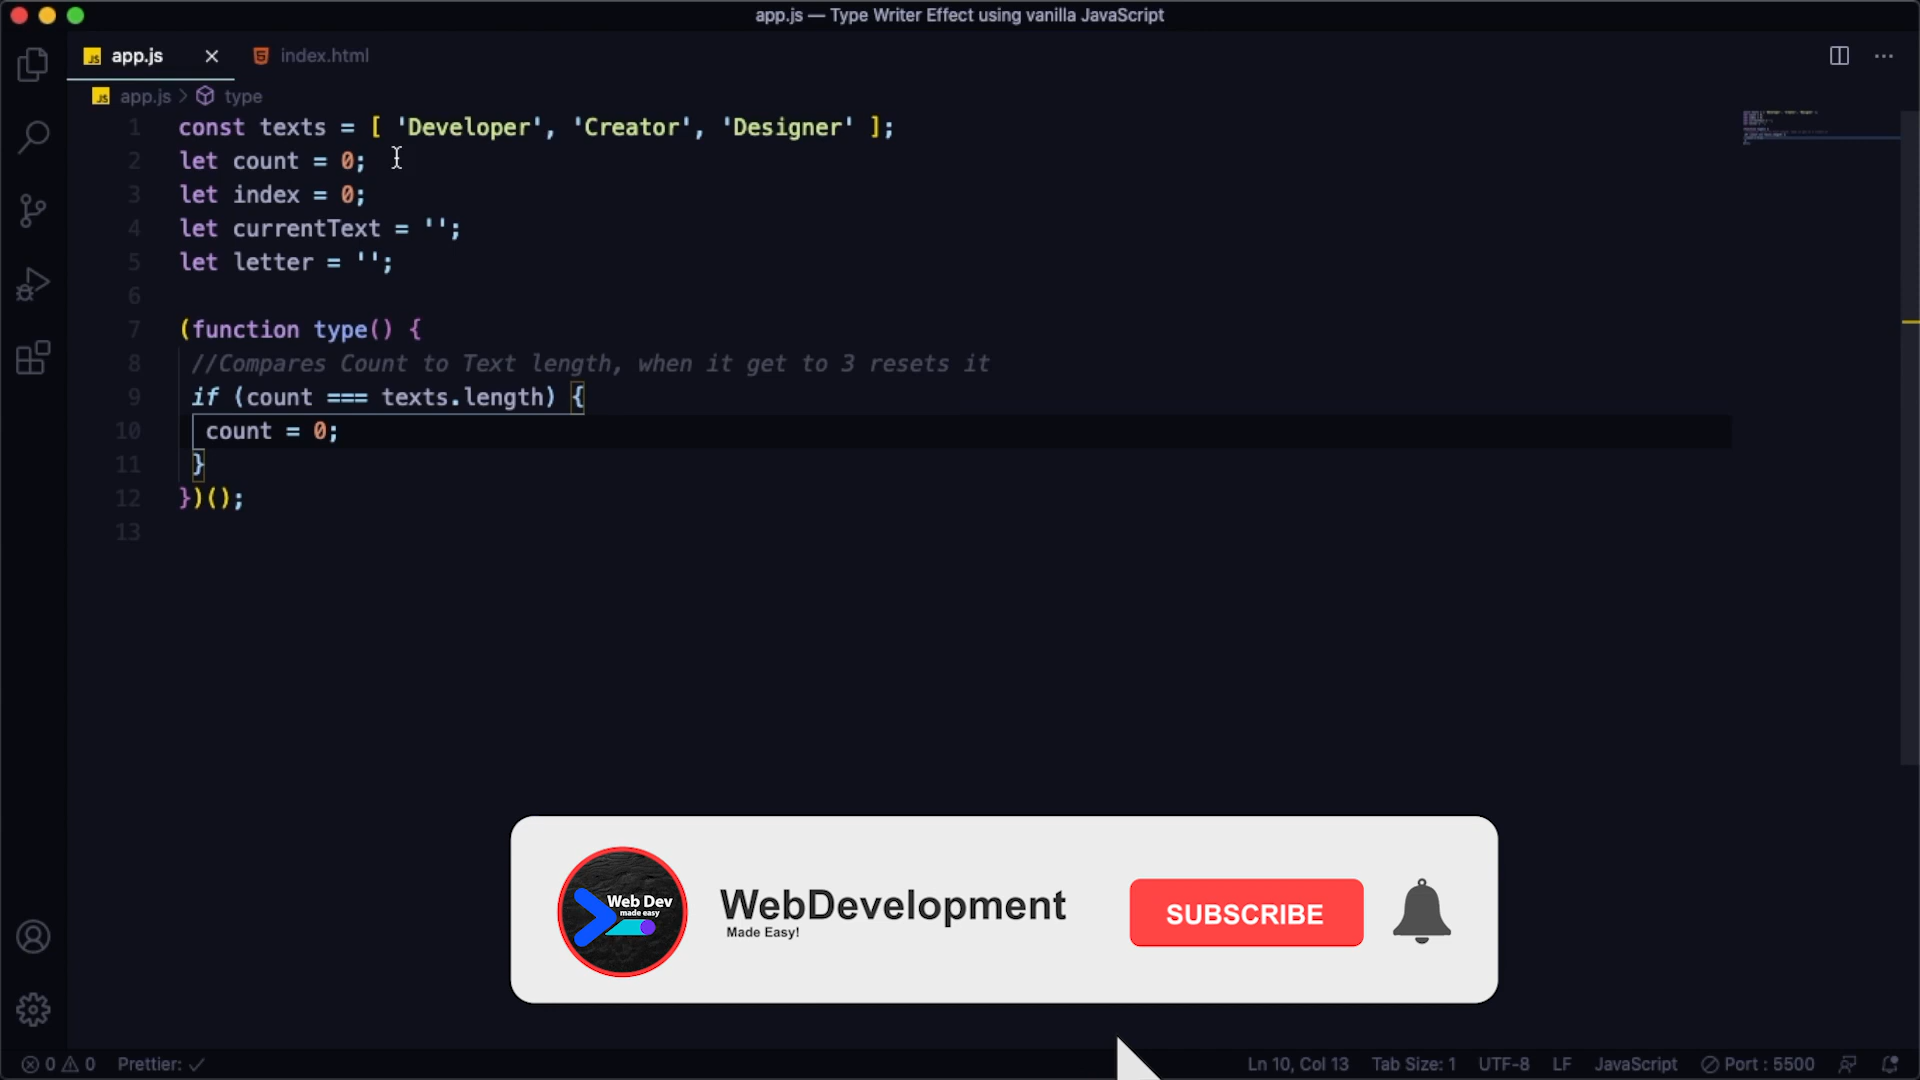 app.js — Type Writer Effect using vanilla JavaScript
JS app.js × index.html
JS app.js > type
1 const texts = [ 'Developer', 'Creator', 'Designer' ];
2 let count = 0;
3 let index = 0;
4 let currentText = '';
5 let letter = '';
6
7 (function type() {
8 //Compares Count to Text length, when it get to 3 resets it
9 if (count === texts.length) {
10 count = 0;
11 }
12 })();
13
Web Dev
made easy
WebDevelopment
Made Easy!
SUBSCRIBE
0 0 Prettier: ✓ Ln 10, Col 13 Tab Size: 1 UTF-8 LF JavaScript Port : 5500